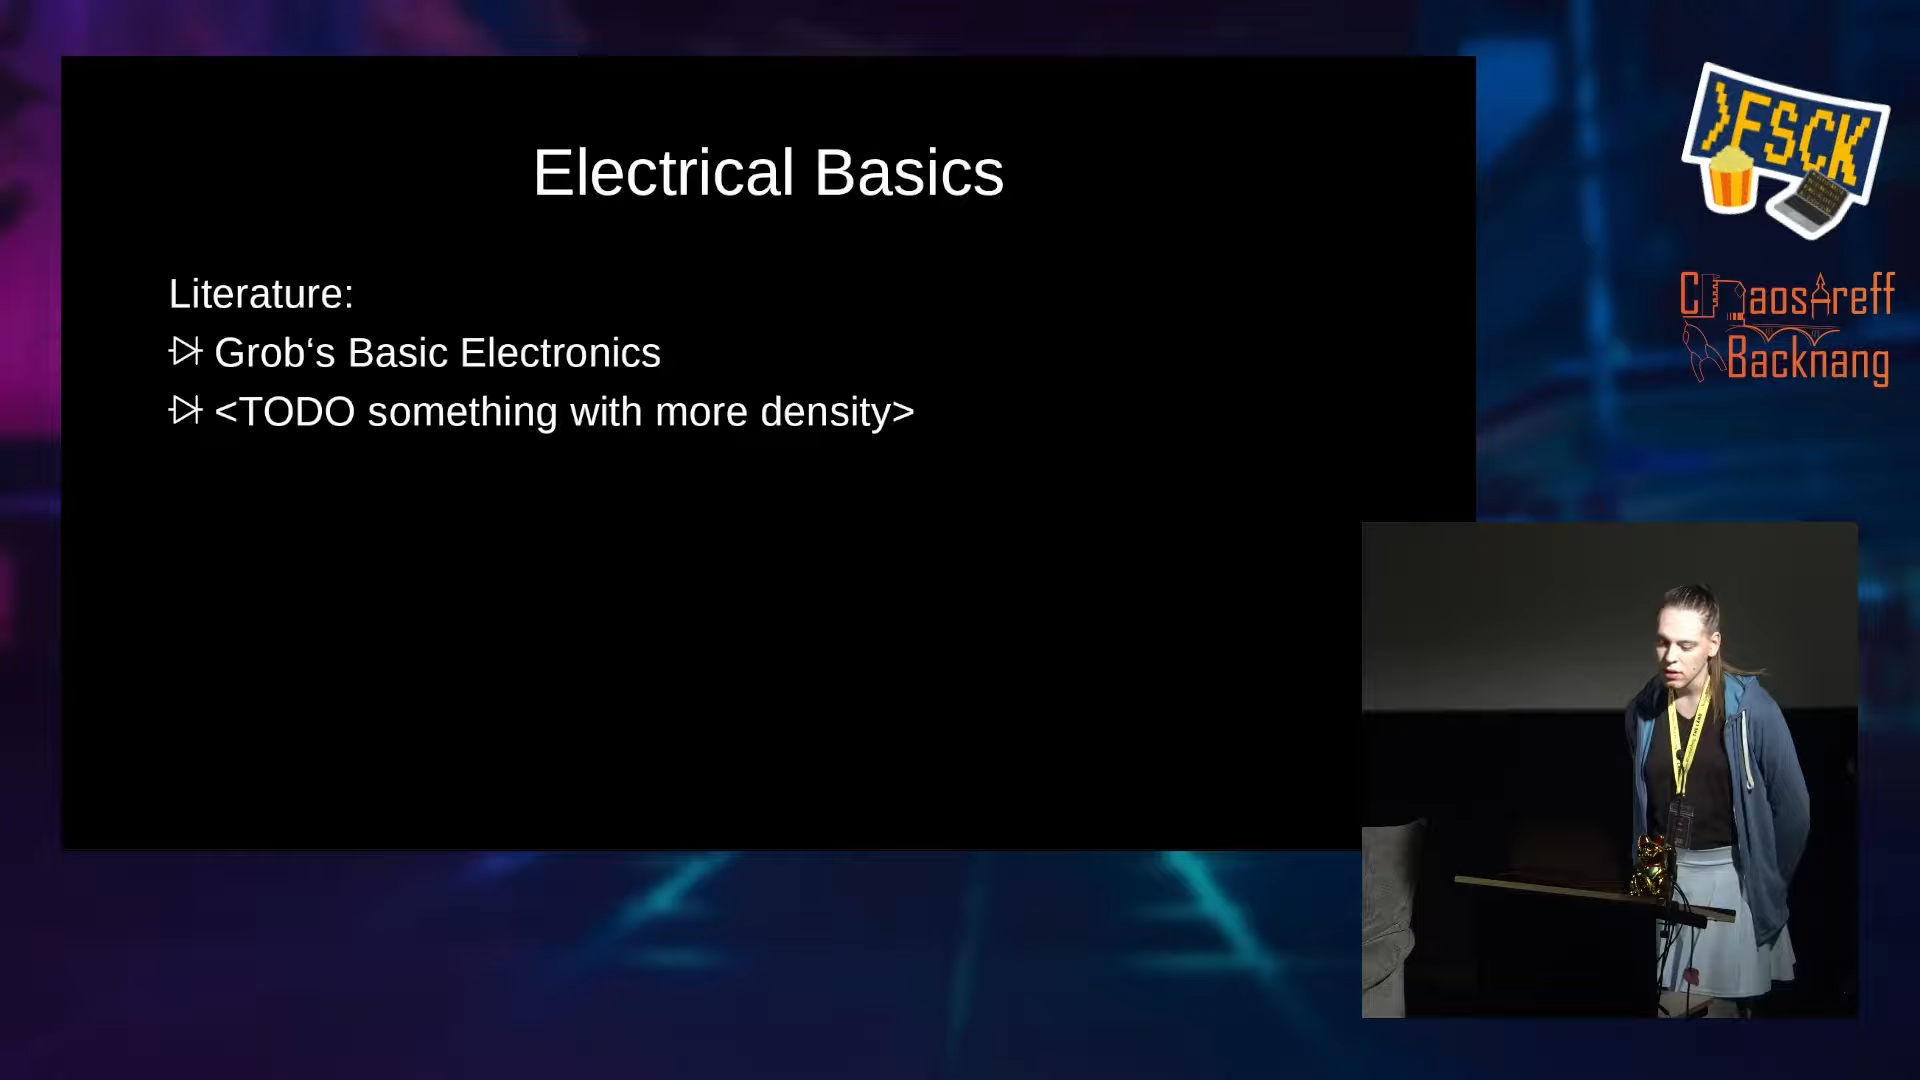 Electrical Basics
Literature:
Grob‘s Basic Electronics
<TODO something with more density>
>FSCK
Chaostreff
Backnang